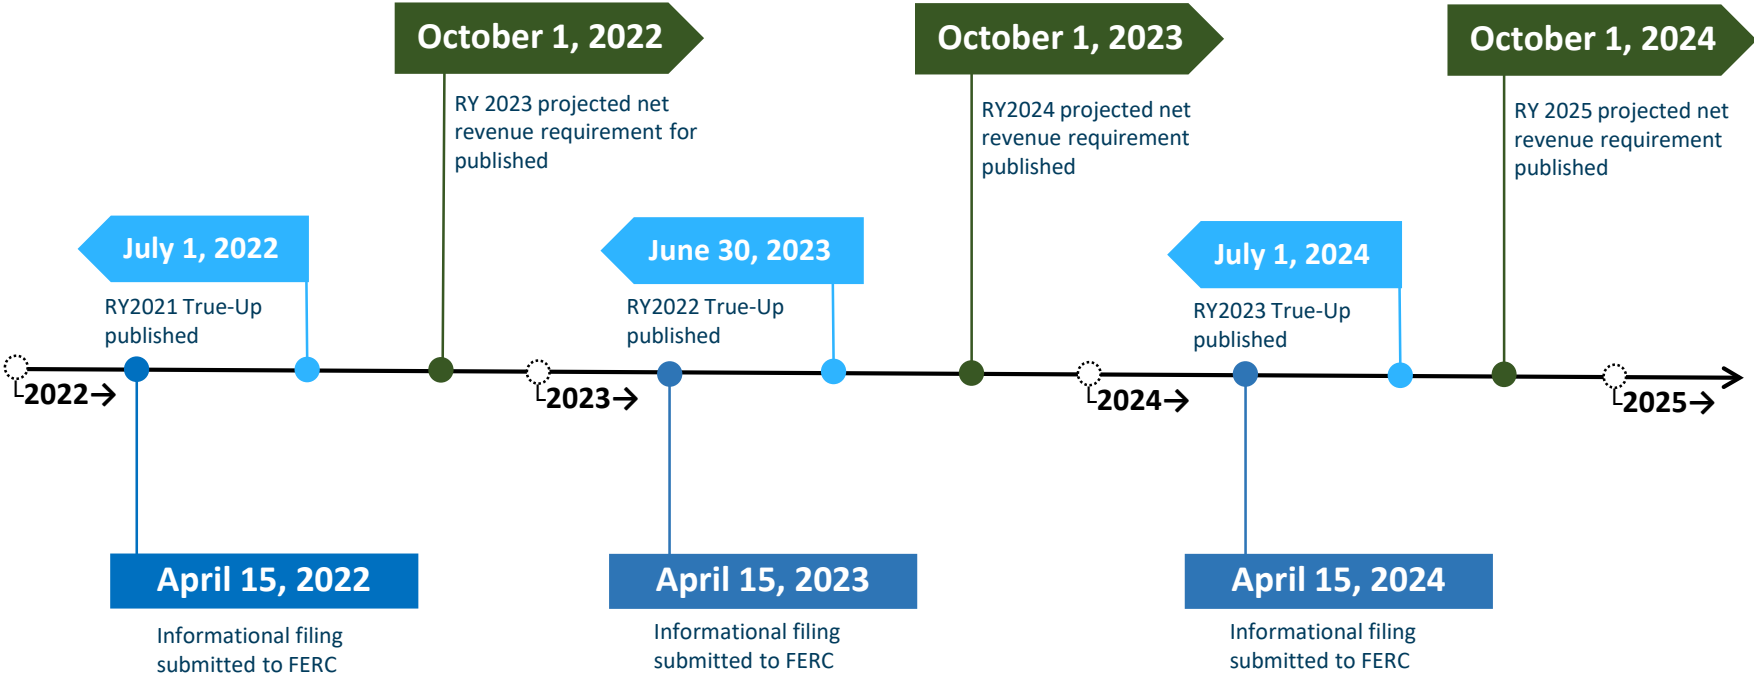 October 1, 2022
RY 2023 projected net
revenue requirement for
published
October 1, 2023
RY2024 projected net
revenue requirement
published
October 1, 2024
RY 2025 projected net
revenue requirement
published
July 1, 2022
RY2021 True-Up
published
June 30, 2023
RY2022 True-Up
published
July 1, 2024
RY2023 True-Up
published
2022→
2023→
2024→
2025→
April 15, 2022
Informational filing
submitted to FERC
April 15, 2023
Informational filing
submitted to FERC
April 15, 2024
Informational filing
submitted to FERC